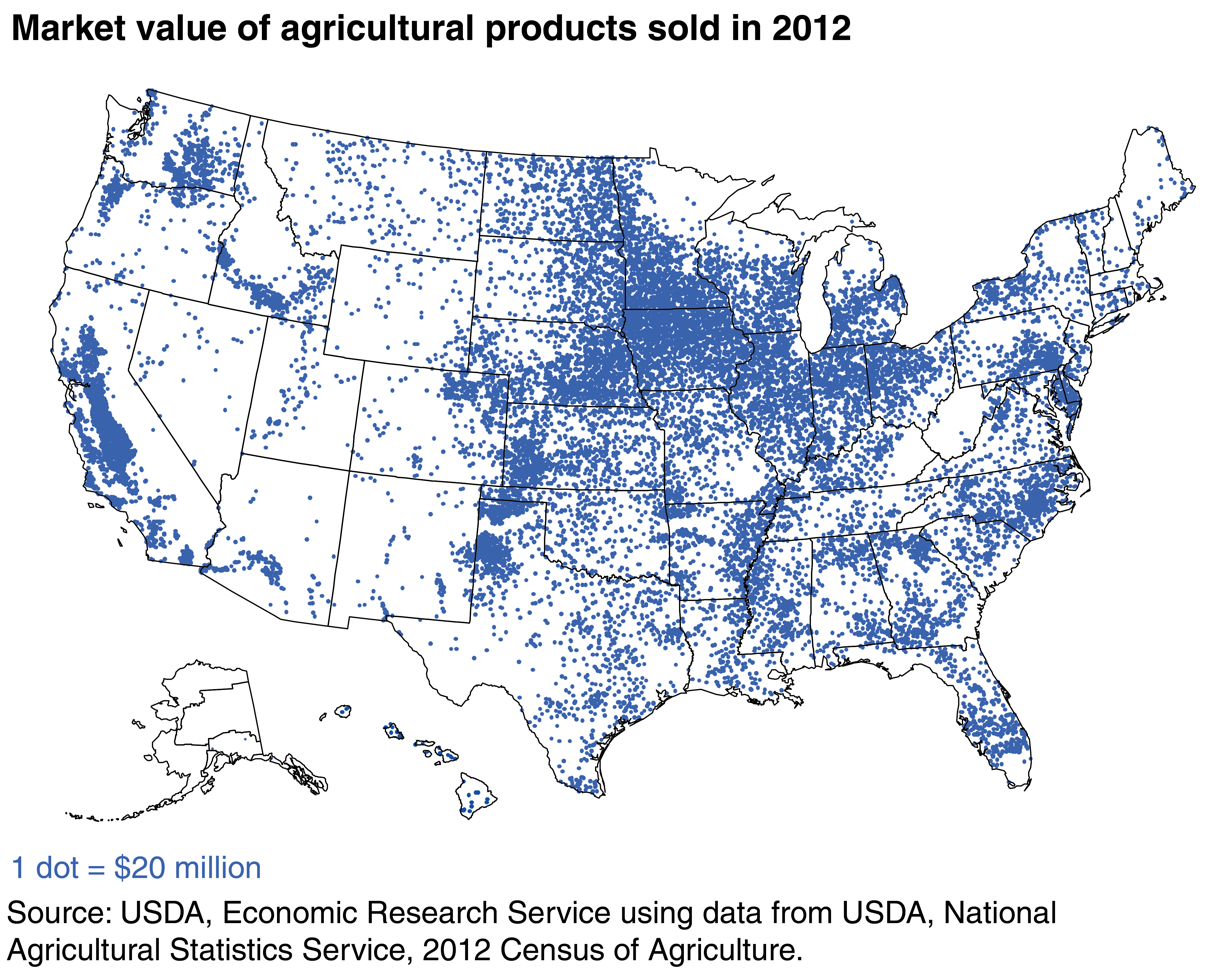 Market value of agricultural products sold in 2012
1 dot = $20 million
Source: USDA, Economic Research Service using data from USDA, National
Agricultural Statistics Service, 2012 Census of Agriculture.